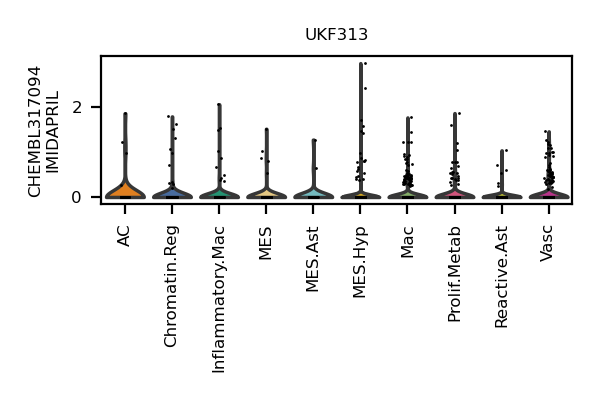 UKF313
CHEMBL317094
IMIDAPRIL
2
0
AC
Chromatin.Reg
Inflammatory.Mac
MES
MES.Ast
MES.Hyp
Mac
Prolif.Metab
Reactive.Ast
Vasc